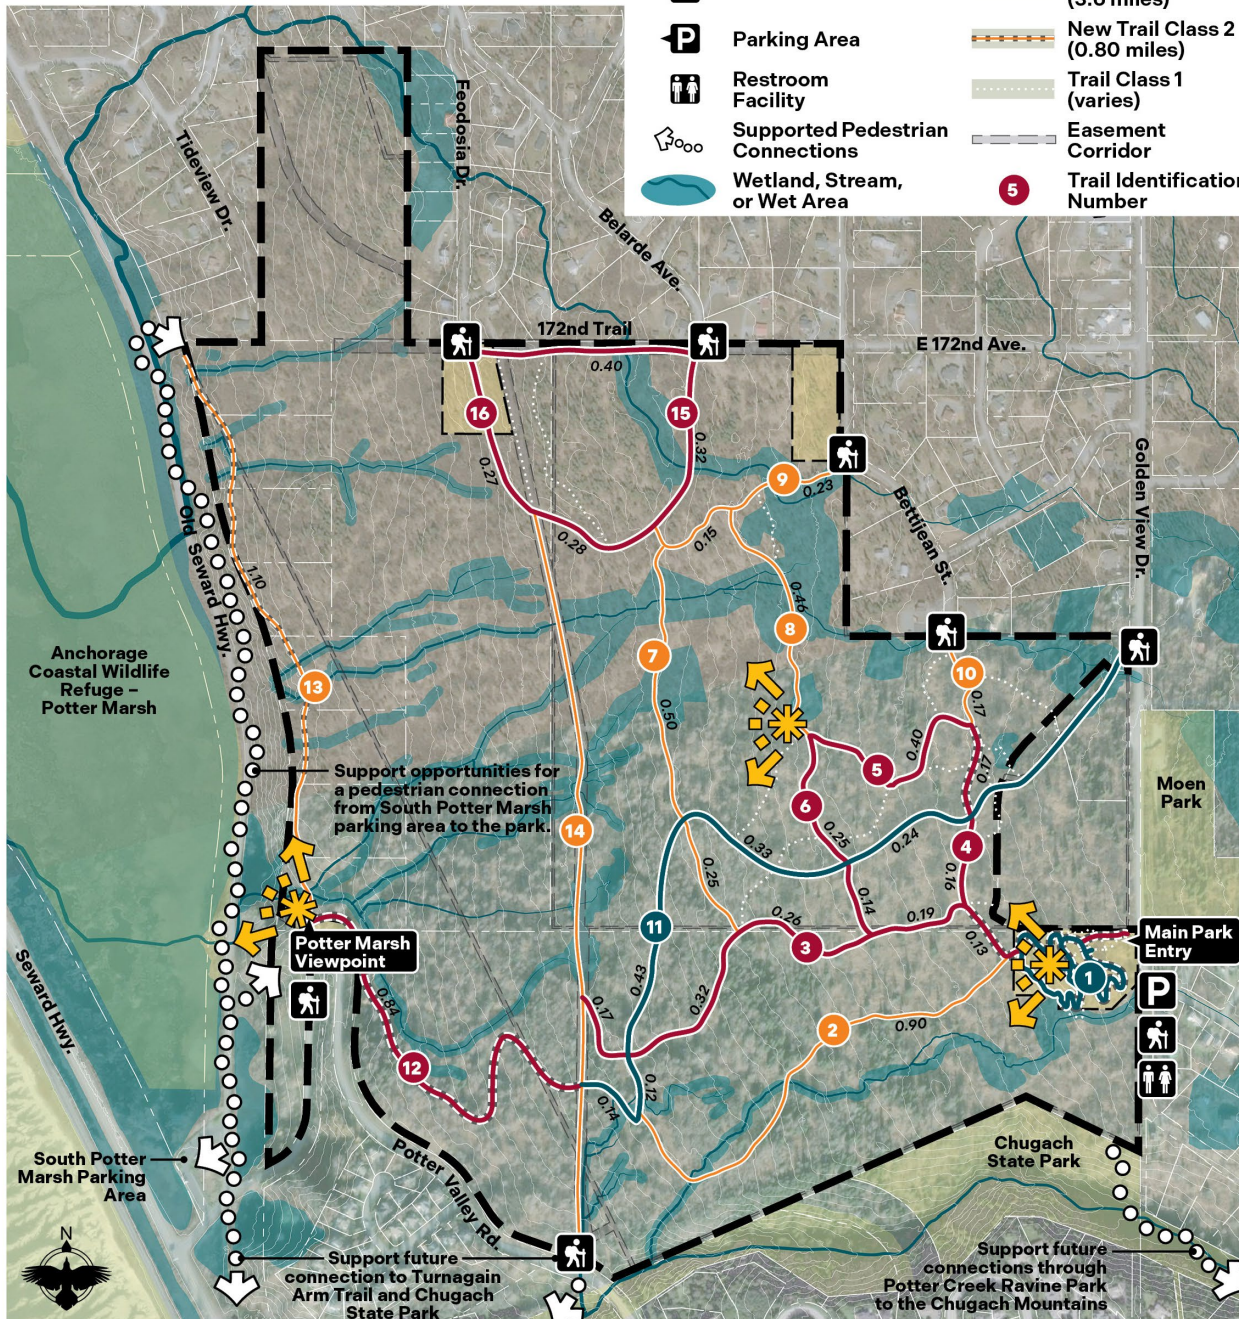 (3.6 miles)
Parking Area
New Trail Class 2
(0.80 miles)
Restroom
Facility
Trail Class 1
(varies)
Supported Pedestrian
Connections
Easement
Corridor
Wetland, Stream,
or Wet Area
5
Trail Identification
Number
Tideview Dr.
Feodosia Dr.
Belarde Ave.
172nd Trail
E 172nd Ave.
0.40
16
15
0.32
0.27
9
0.23
0.28
0.15
Golden View Dr.
Bettijean St.
Old Seward Hwy.
1.10
0.46
8
7
10
0.17
Anchorage
Coastal Wildlife
Refuge –
Potter Marsh
13
0.50
0.40
5
0.17
Support opportunities for
a pedestrian connection
from South Potter Marsh
parking area to the park.
Moen
Park
6
14
0.25
0.33
0.24
4
0.25
0.16
0.14
11
0.26
0.19
3
0.13
Main Park
Entry
Potter Marsh
Viewpoint
1
P
Seward Hwy.
0.84
0.43
0.32
0.17
2
0.90
12
0.12
0.14
Potter Valley Rd.
South Potter
Marsh Parking
Area
Chugach
State Park
N
Support future
connection to Turnagain
Arm Trail and Chugach
State Park
Support future
connections through
Potter Creek Ravine Park
to the Chugach Mountains